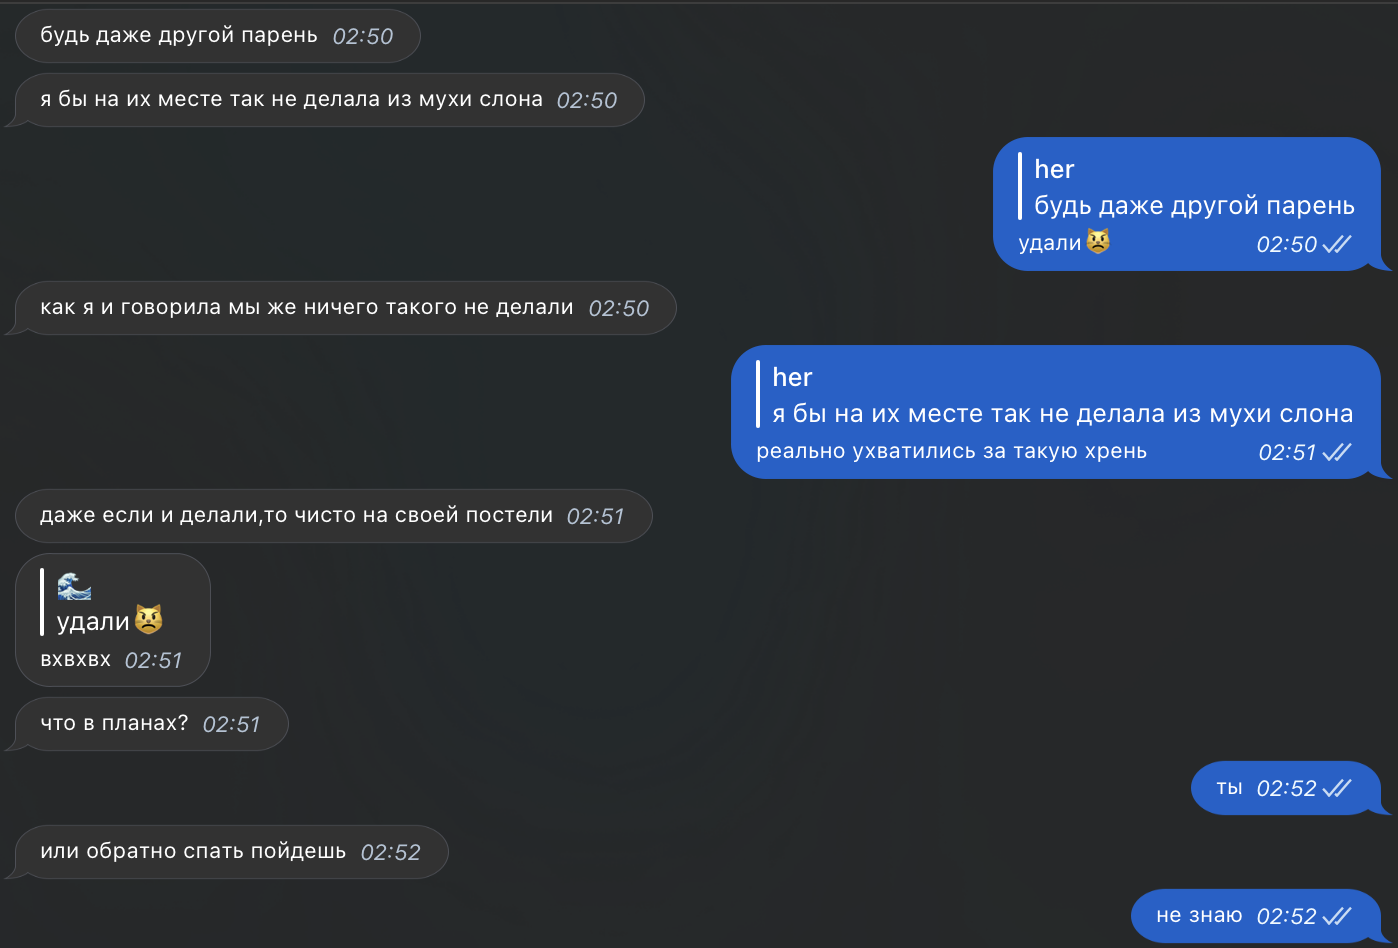 будь даже другой парень 02:50
я бы на их месте так не делала из мухи слона 02:50
her
будь даже другой парень
удали😾 02:50
как я и говорила мы же ничего такого не делали 02:50
her
я бы на их месте так не делала из мухи слона
реально ухватились за такую хрень 02:51
даже если и делали,то чисто на своей постели 02:51
🌊
удали😾
вхвхвх 02:51
что в планах? 02:51
ты 02:52
или обратно спать пойдешь 02:52
не знаю 02:52